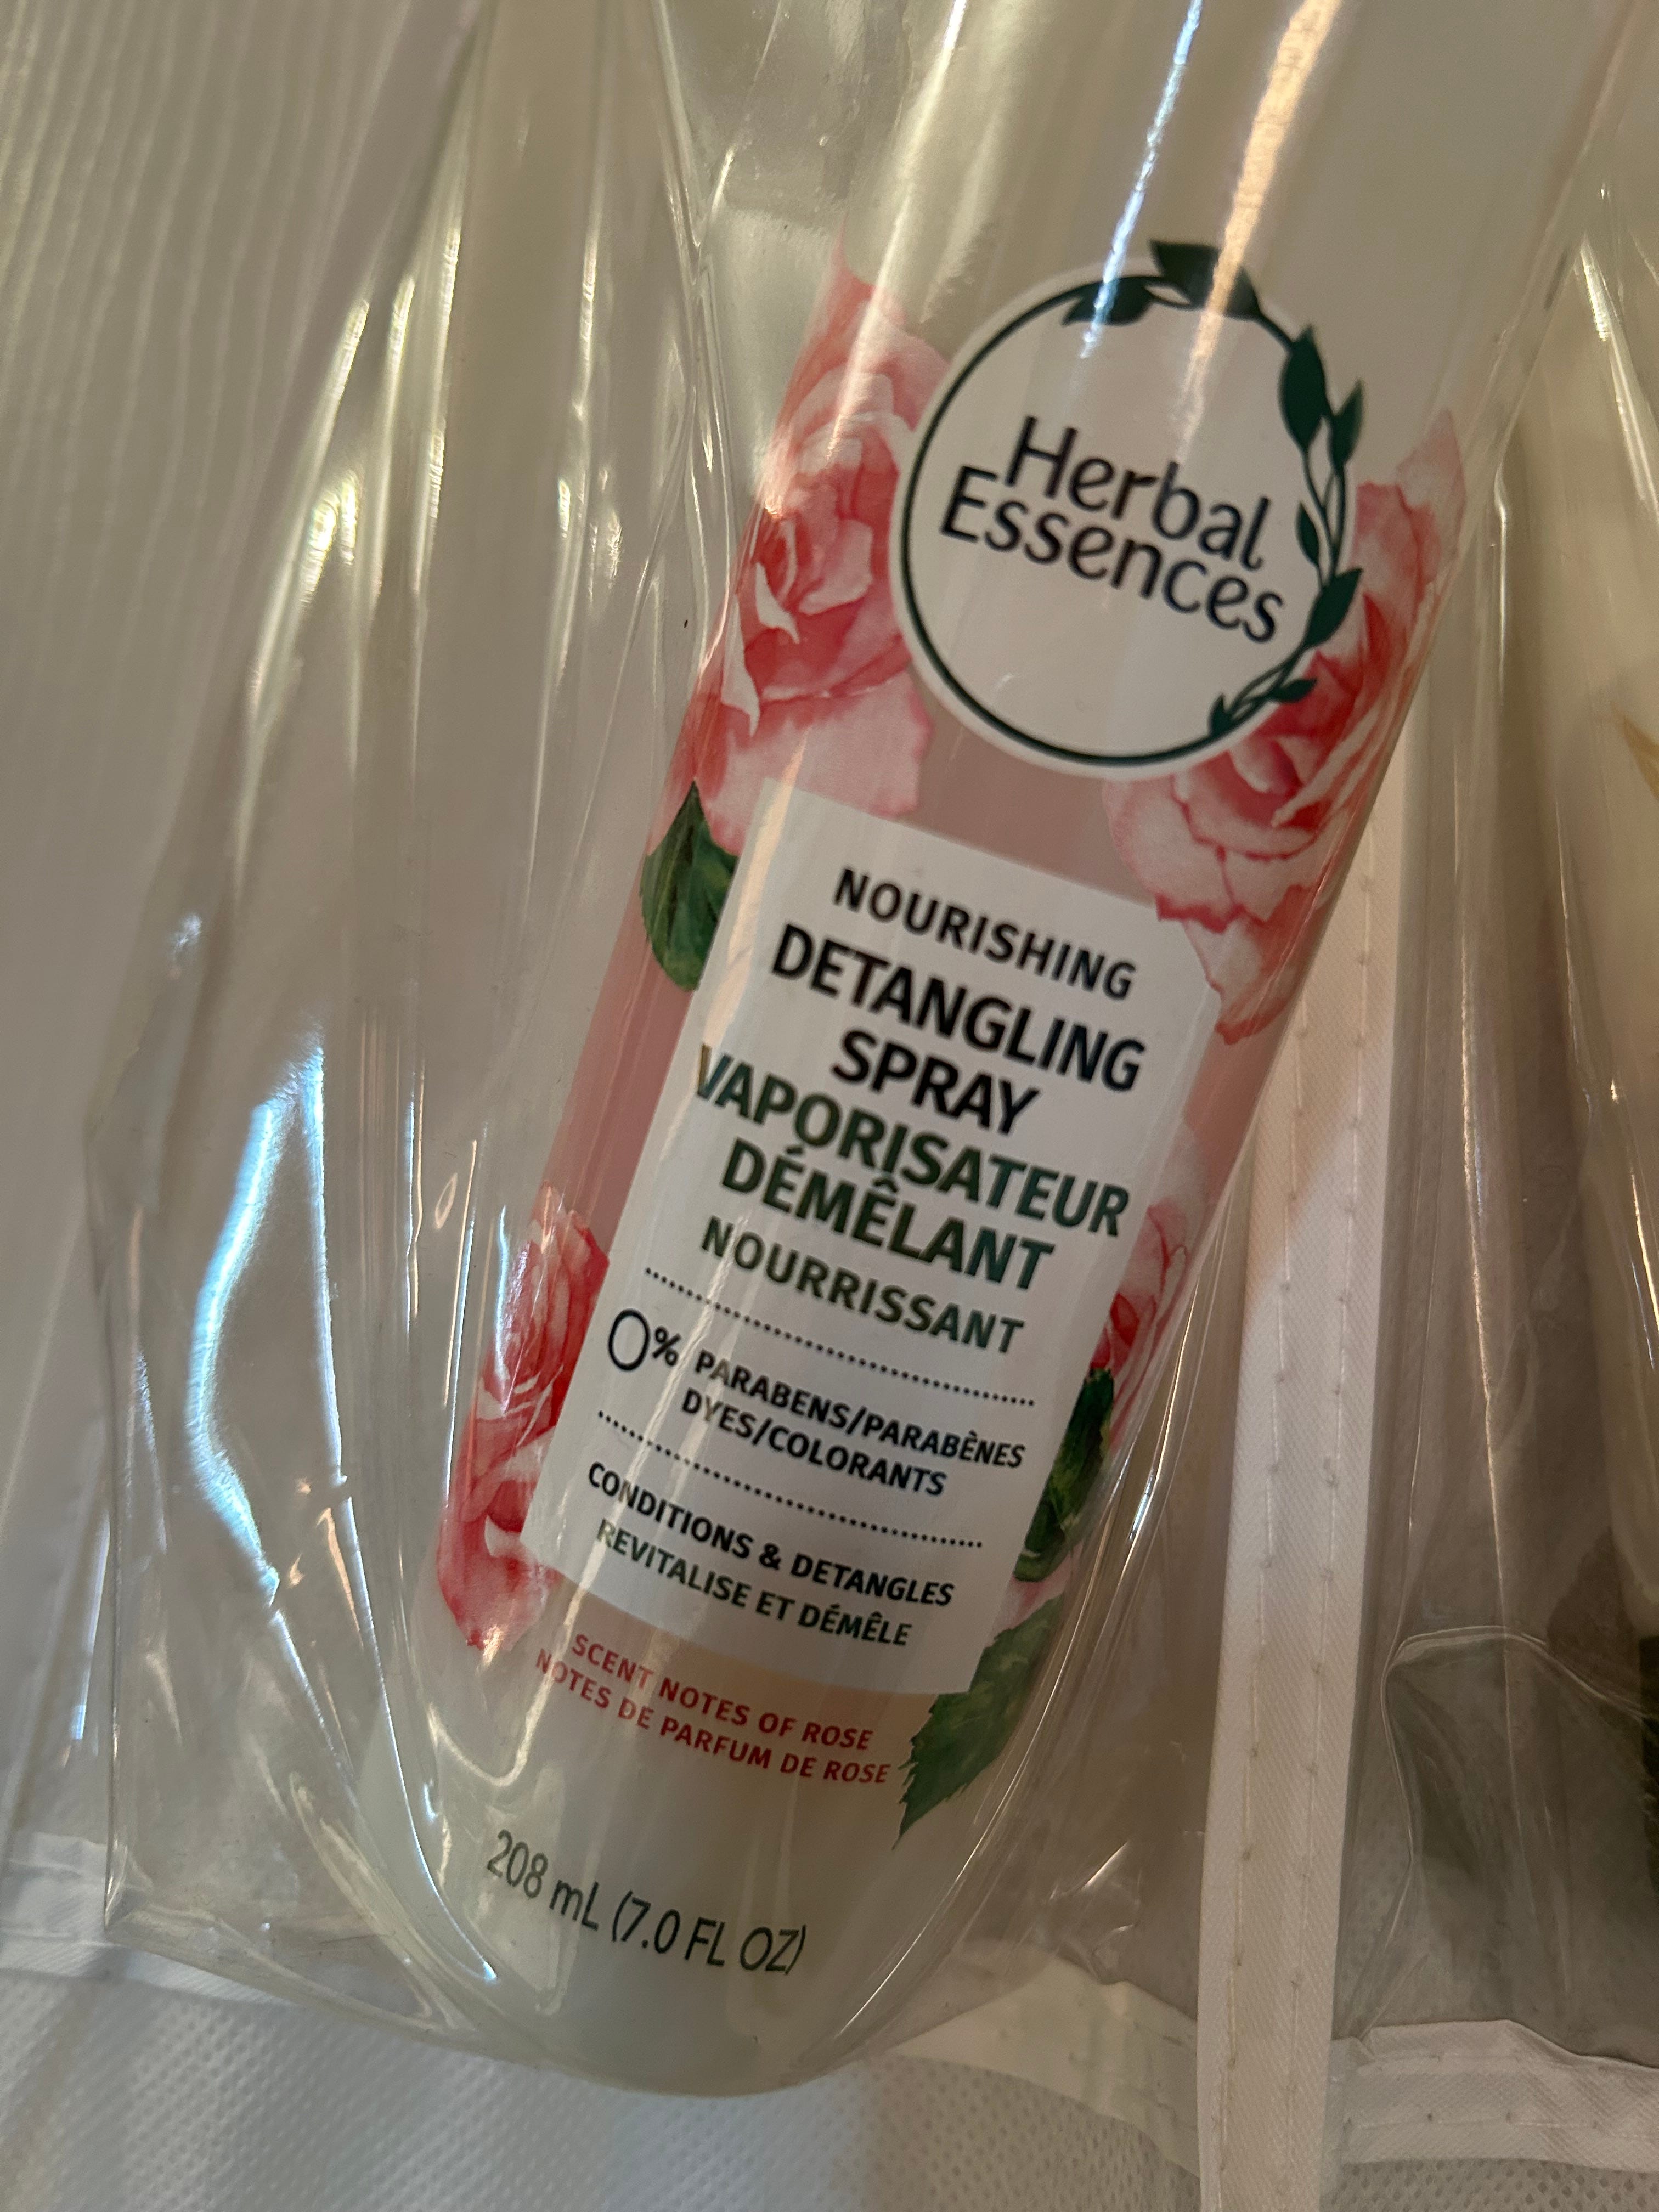 Herbal
Essences
NOURISHING
DETANGLING
SPRAY
VAPORISATEUR
DÉMÊLANT
NOURRISSANT
0% PARABENS/PARABÈNES
DYES/COLORANTS
CONDITIONS & DETANGLES
REVITALISE ET DÉMÊLE
SCENT NOTES OF ROSE
NOTES DE PARFUM DE ROSE
208 mL (7.0 FL OZ)